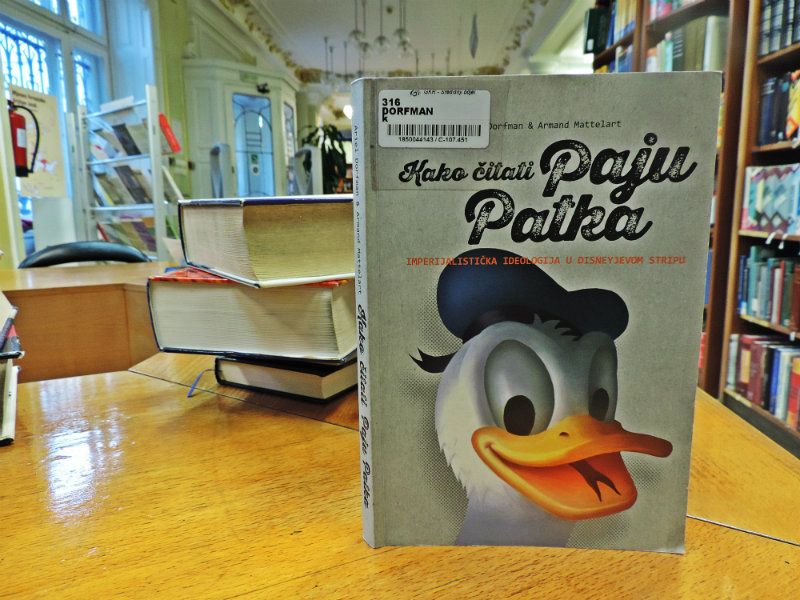 316
DORFMAN
k
1850044143 / C-107.451
Dorfman & Armand Mattelart
Kako čitati Paju
Patka
IMPERIJALISTIČKA IDEOLOGIJA U DISNEYJEVOM STRIPU
Ariel Dorfman & Armand Mattelart Kako čitati Paju Patka